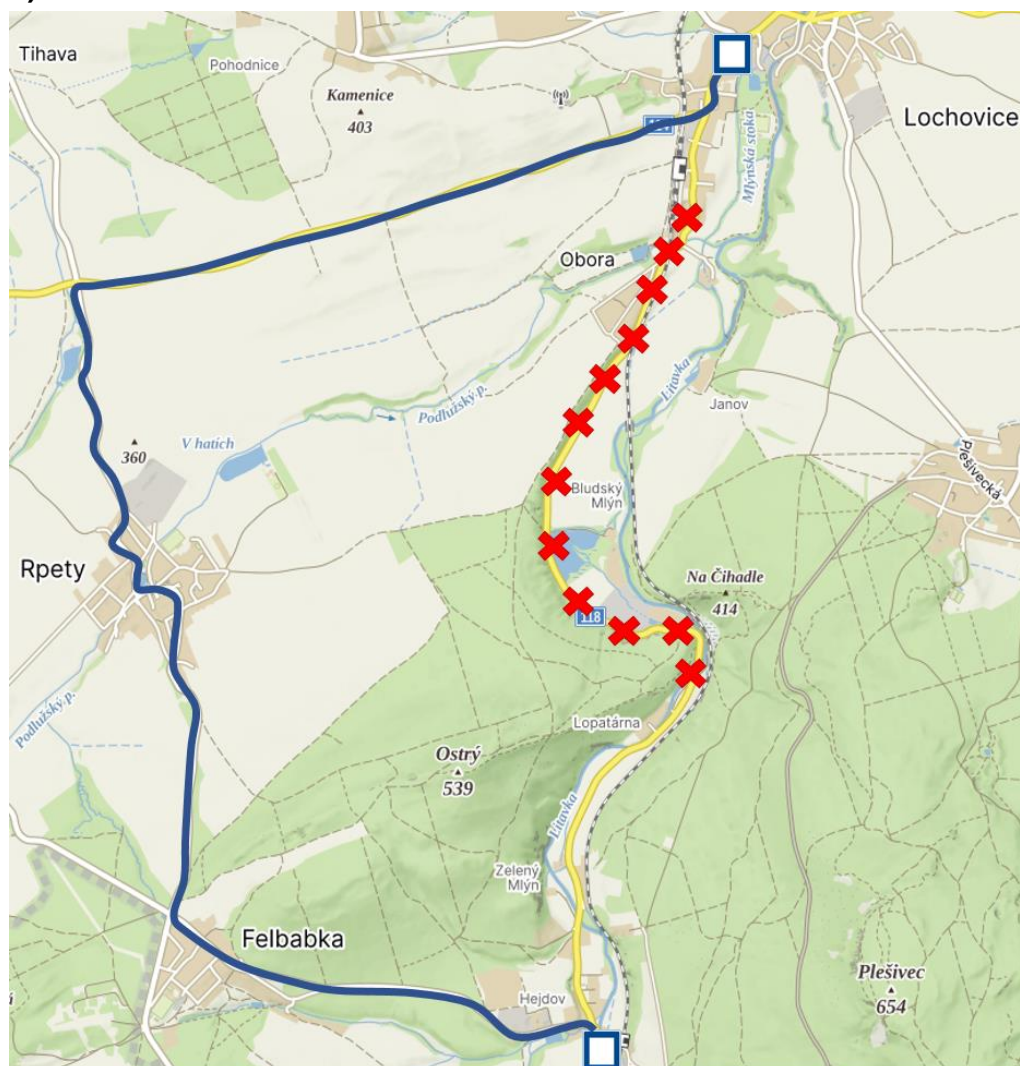 Tihava
Pohodnice
Kamenice
403
Lochovice
Mlýnská stoka
Obora
Litavka
Podlužský p.
Janov
V hatích
360
Plešivecká
Bludský
Mlýn
Rpety
Na Čihadle
414
118
Podlužský p.
Lopatárna
Ostrý
539
Litavka
Zelený
Mlýn
Felbabka
Plešivec
654
Hejdov